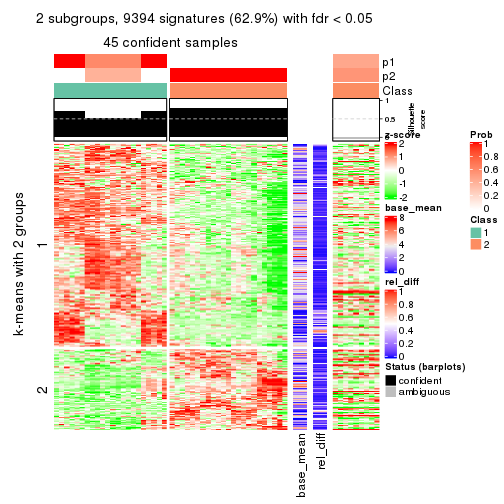 2 subgroups, 9394 signatures (62.9%) with fdr < 0.05
45 confident samples
p1
p2
Class
1
0.5
0
Silhouette
score
k-means with 2 groups
1
2
base_mean
rel_diff
z-score
2
1
0
-1
-2
base_mean
8
6
4
2
0
rel_diff
1
0.8
0.6
0.4
0.2
0
Status (barplots)
confident
ambiguous
Prob
1
0.8
0.6
0.4
0.2
0
Class
1
2